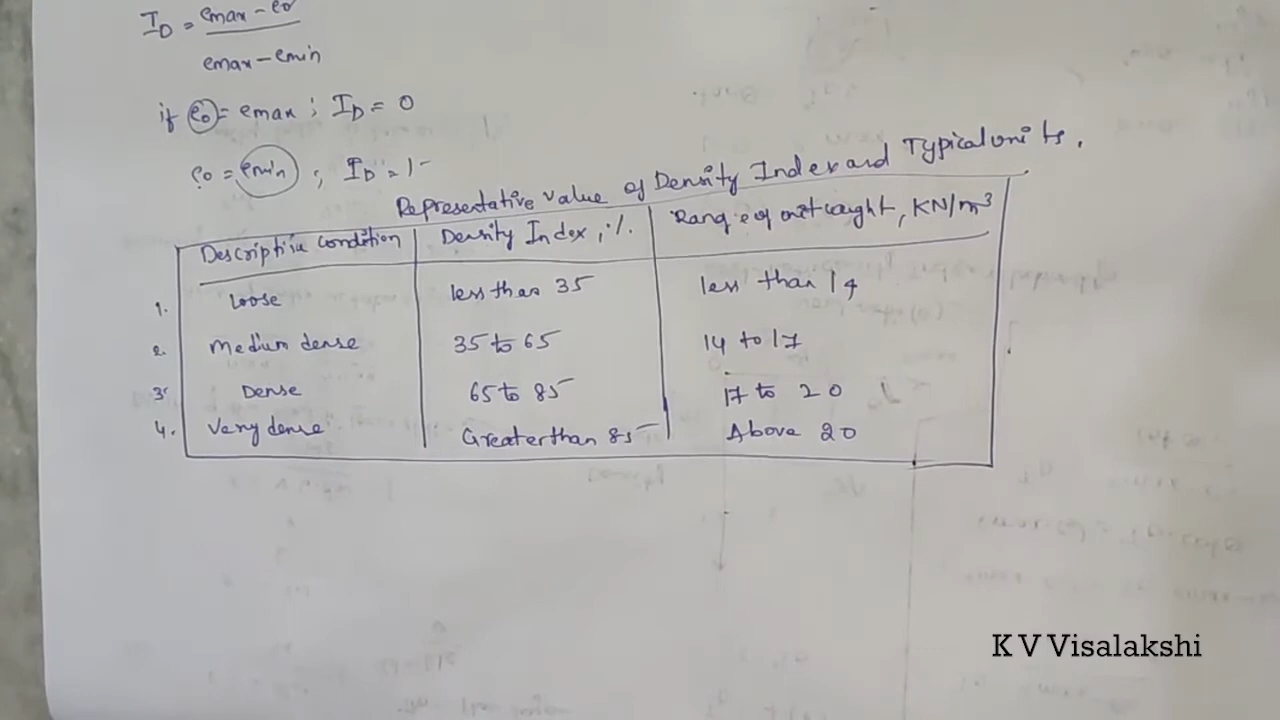 ID = emax - e0
emax - emin
if e0 = emax ; ID = 0
e0 = emin ; ID = 1
Representative value of Density Index and Typical units.
Descriptive condition Density Index, % Range of unit weight, KN/m³
1. Loose less than 35 less than 14
2. Medium dense 35 to 65 14 to 17
3. Dense 65 to 85 17 to 20
4. Very dense Greater than 85 Above 20
K V Visalakshi